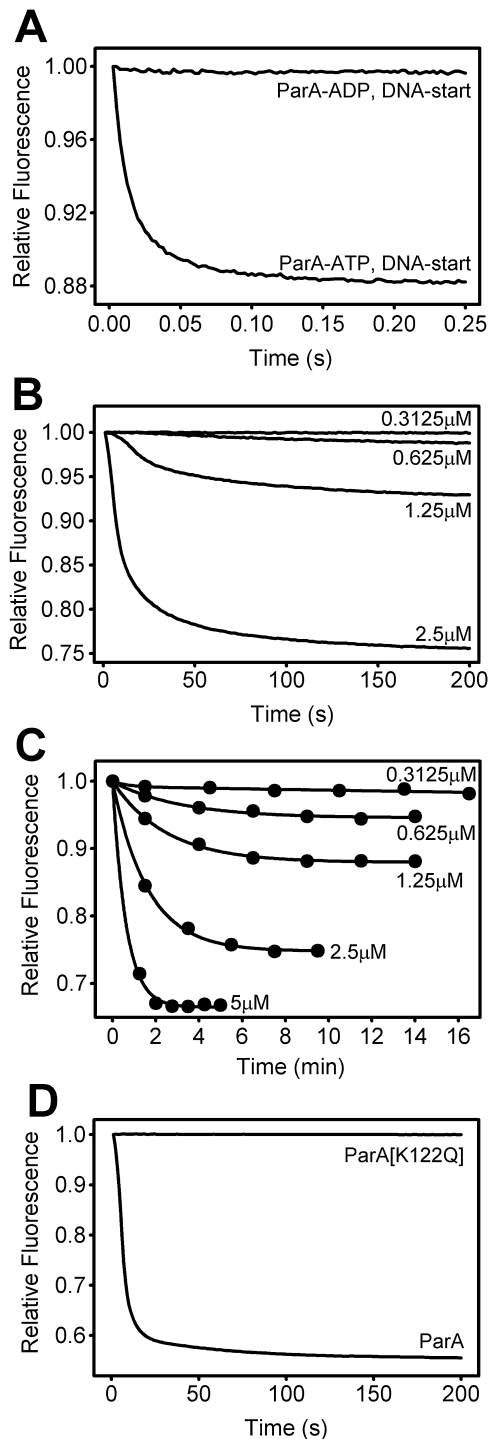 A
Relative Fluorescence
1.00
0.96
0.92
0.88
ParA-ADP, DNA-start
ParA-ATP, DNA-start
0.00 0.05 0.10 0.15 0.20 0.25
Time (s)
B
Relative Fluorescence
1.00
0.95
0.90
0.85
0.80
0.75
0.3125μM
0.625μM
1.25μM
2.5μM
0 50 100 150 200
Time (s)
C
Relative Fluorescence
1.0
0.9
0.8
0.7
0.3125μM
0.625μM
1.25μM
2.5μM
5μM
0 2 4 6 8 10 12 14 16
Time (min)
D
Relative Fluorescence
1.0
0.9
0.8
0.7
0.6
ParA[K122Q]
ParA
0 50 100 150 200
Time (s)